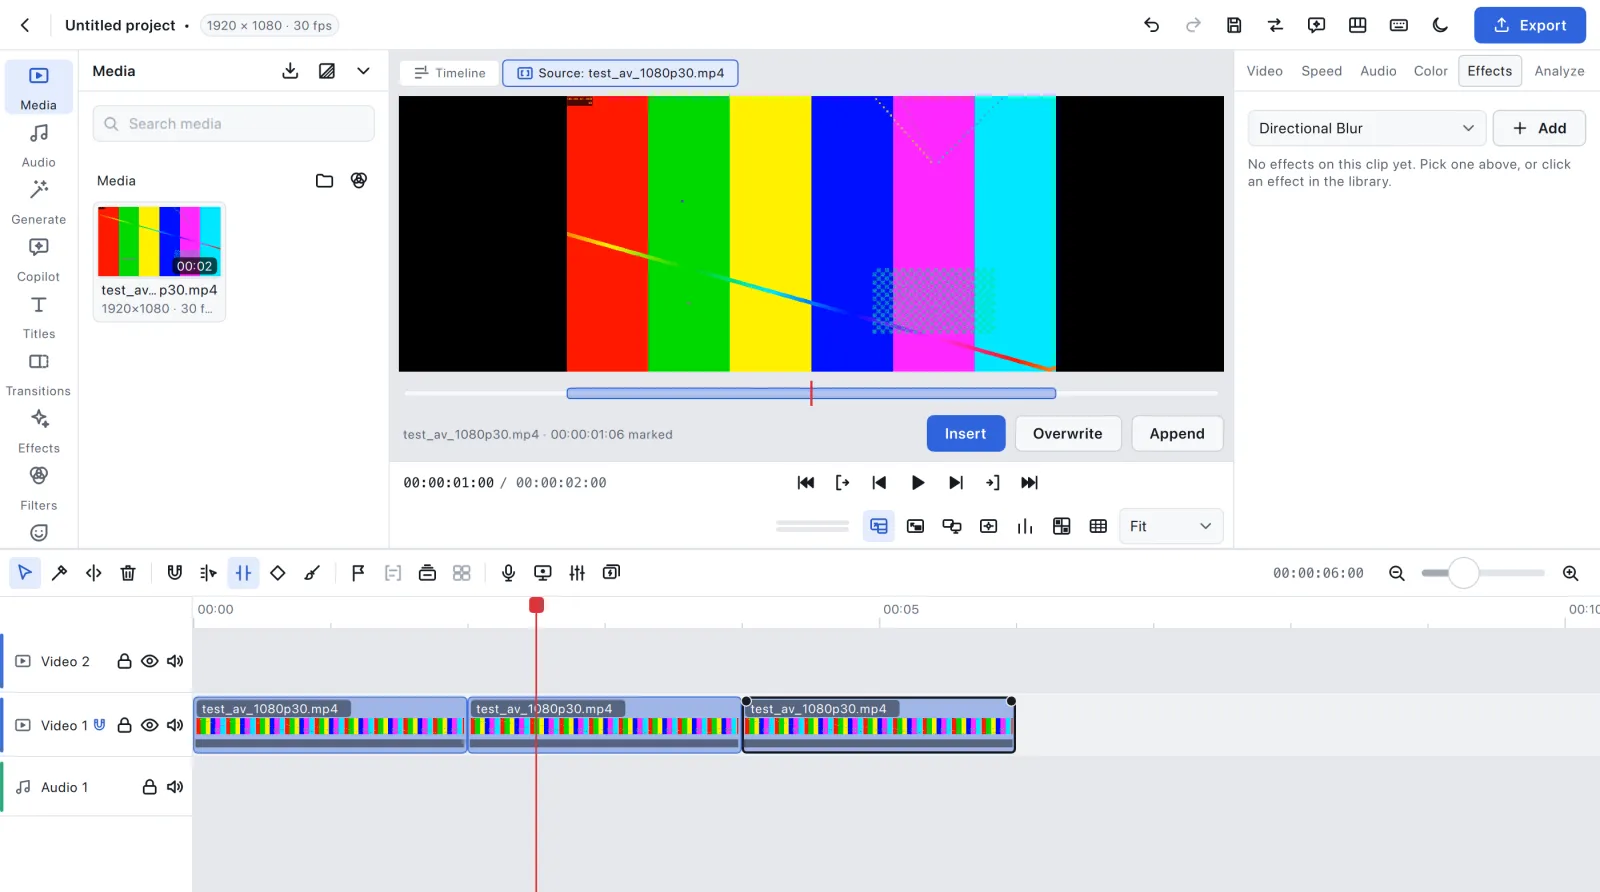 Untitled project • 1920 × 1080 · 30 fps
Export
Media
Audio
Generate
Copilot
Titles
Transitions
Effects
Filters
Media
Search media
Media
00:02
test_av…p30.mp4
1920×1080 · 30 f…
Timeline
Source: test_av_1080p30.mp4
test_av_1080p30.mp4 · 00:00:01:06 marked
Insert
Overwrite
Append
00:00:01:00 / 00:00:02:00
Fit
Video Speed Audio Color Effects Analyze
Directional Blur
Add
No effects on this clip yet. Pick one above, or click
an effect in the library.
00:00:06:00
00:00
00:05
00:10
Video 2
Video 1
test_av_1080p30.mp4
test_av_1080p30.mp4
test_av_1080p30.mp4
Audio 1